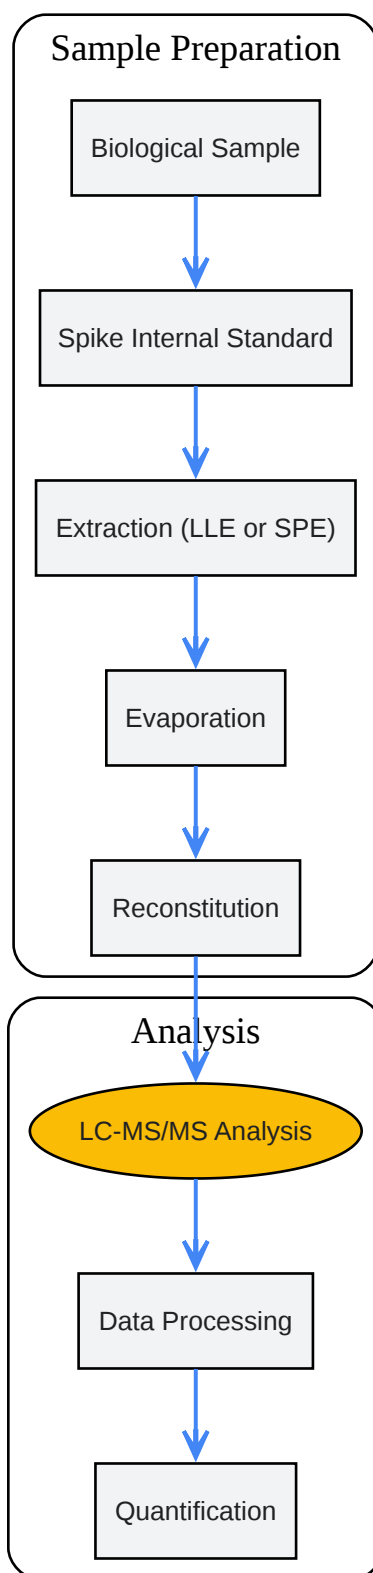 Sample Preparation
Biological Sample
Spike Internal Standard
Extraction (LLE or SPE)
Evaporation
Reconstitution
Analysis
LC-MS/MS Analysis
Data Processing
Quantification